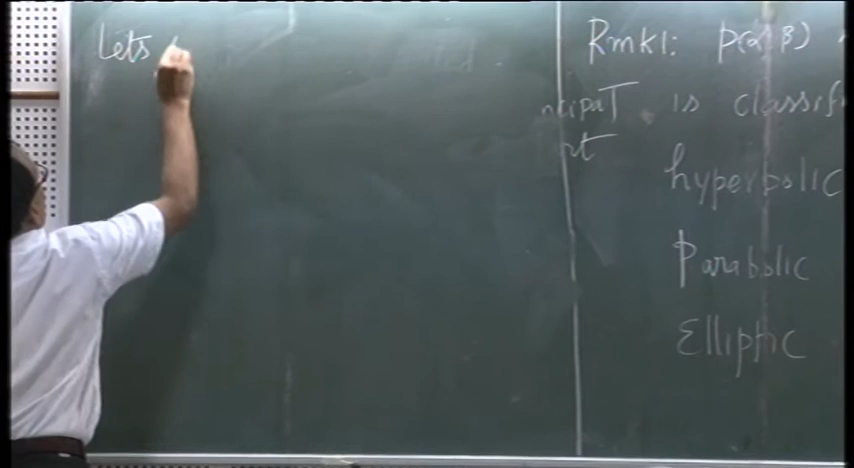 Lets
Rmk1: P(α, β)
ncipaT is classif
nt
hyperbolic
Parabolic
Elliptic